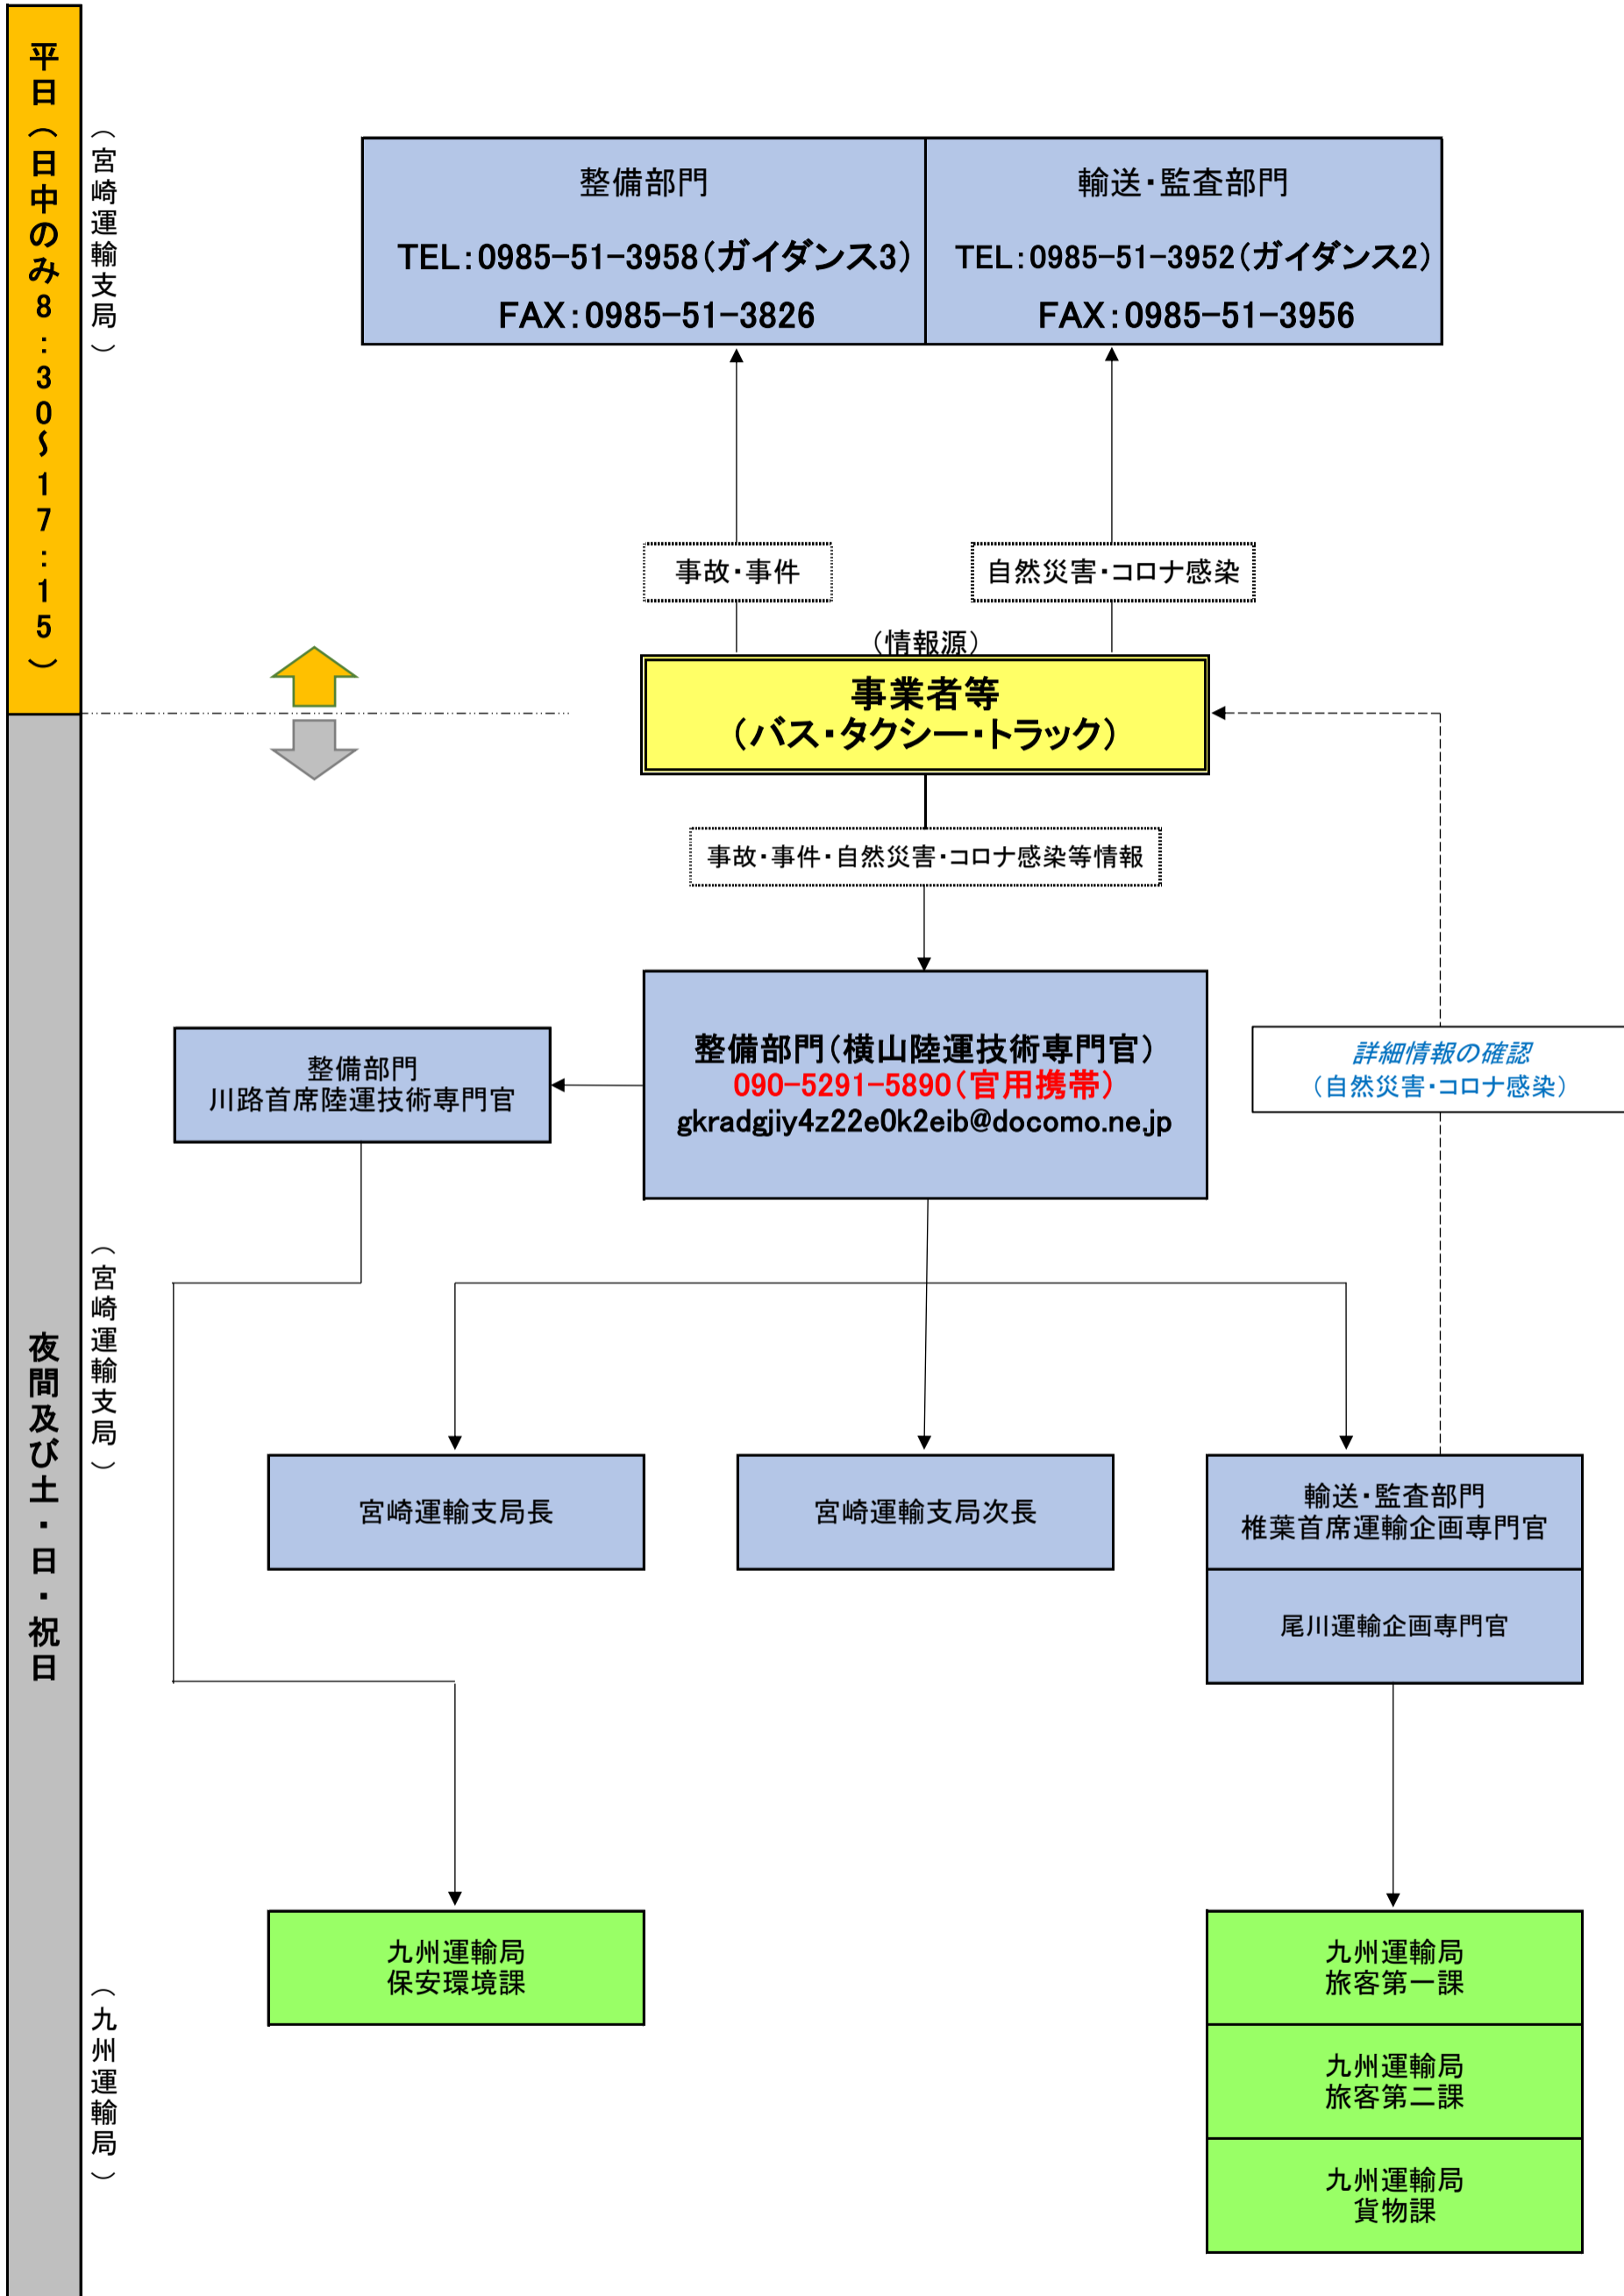 平日（日中のみ8：30～17：15）
（宮崎運輸支局）
整備部門
TEL：0985-51-3958（ガイダンス3）
FAX：0985-51-3826
輸送・監査部門
TEL：0985-51-3952（ガイダンス2）
FAX：0985-51-3956
事故・事件
自然災害・コロナ感染
（情報源）
事業者等
（バス・タクシー・トラック）
事故・事件・自然災害・コロナ感染等情報
夜間及び土・日・祝日
（宮崎運輸支局）
整備部門
川路首席陸運技術専門官
整備部門（横山陸運技術専門官）
090-5291-5890（官用携帯）
gkradgjiy4z22e0k2eib@docomo.ne.jp
詳細情報の確認
（自然災害・コロナ感染）
宮崎運輸支局長
宮崎運輸支局次長
輸送・監査部門
椎葉首席運輸企画専門官
尾川運輸企画専門官
（九州運輸局）
九州運輸局
保安環境課
九州運輸局
旅客第一課
九州運輸局
旅客第二課
九州運輸局
貨物課